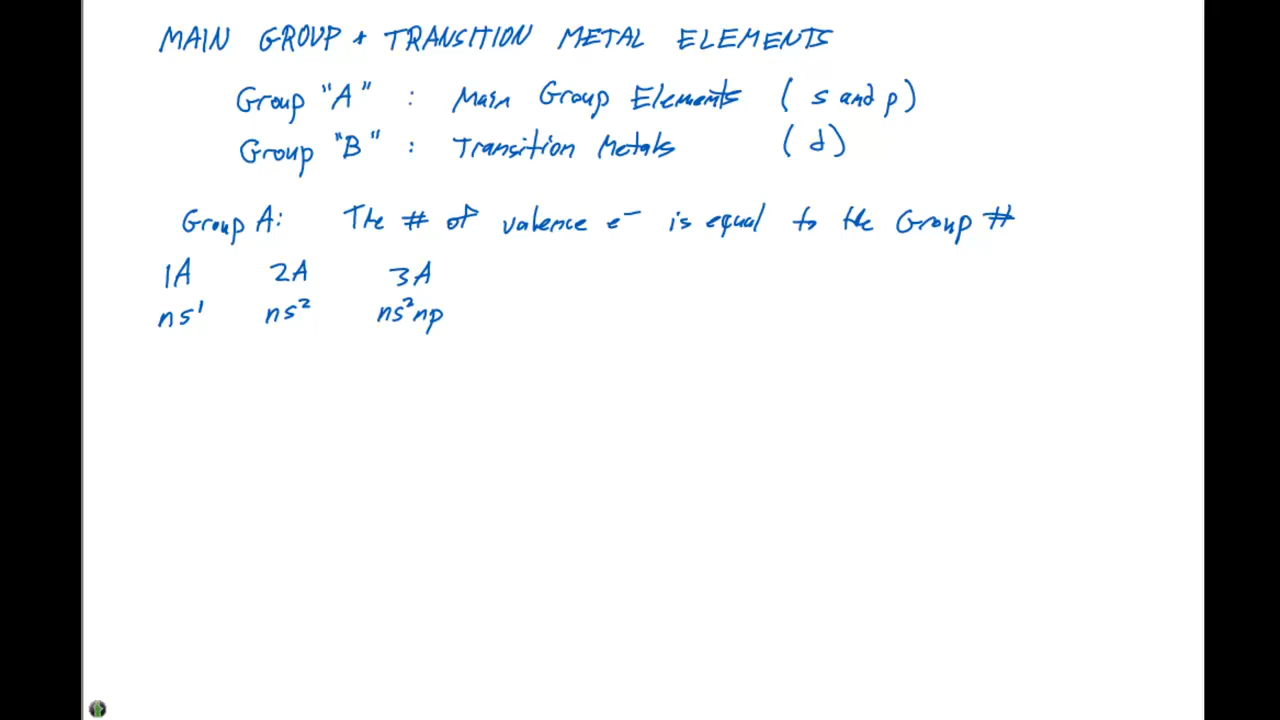 MAIN GROUP + TRANSITION METAL ELEMENTS
Group "A" : Main Group Elements ( s and p )
Group "B" : Transition Metals ( d )
Group A: The # of valence e⁻ is equal to the Group #
1A 2A 3A
ns¹ ns² ns²np